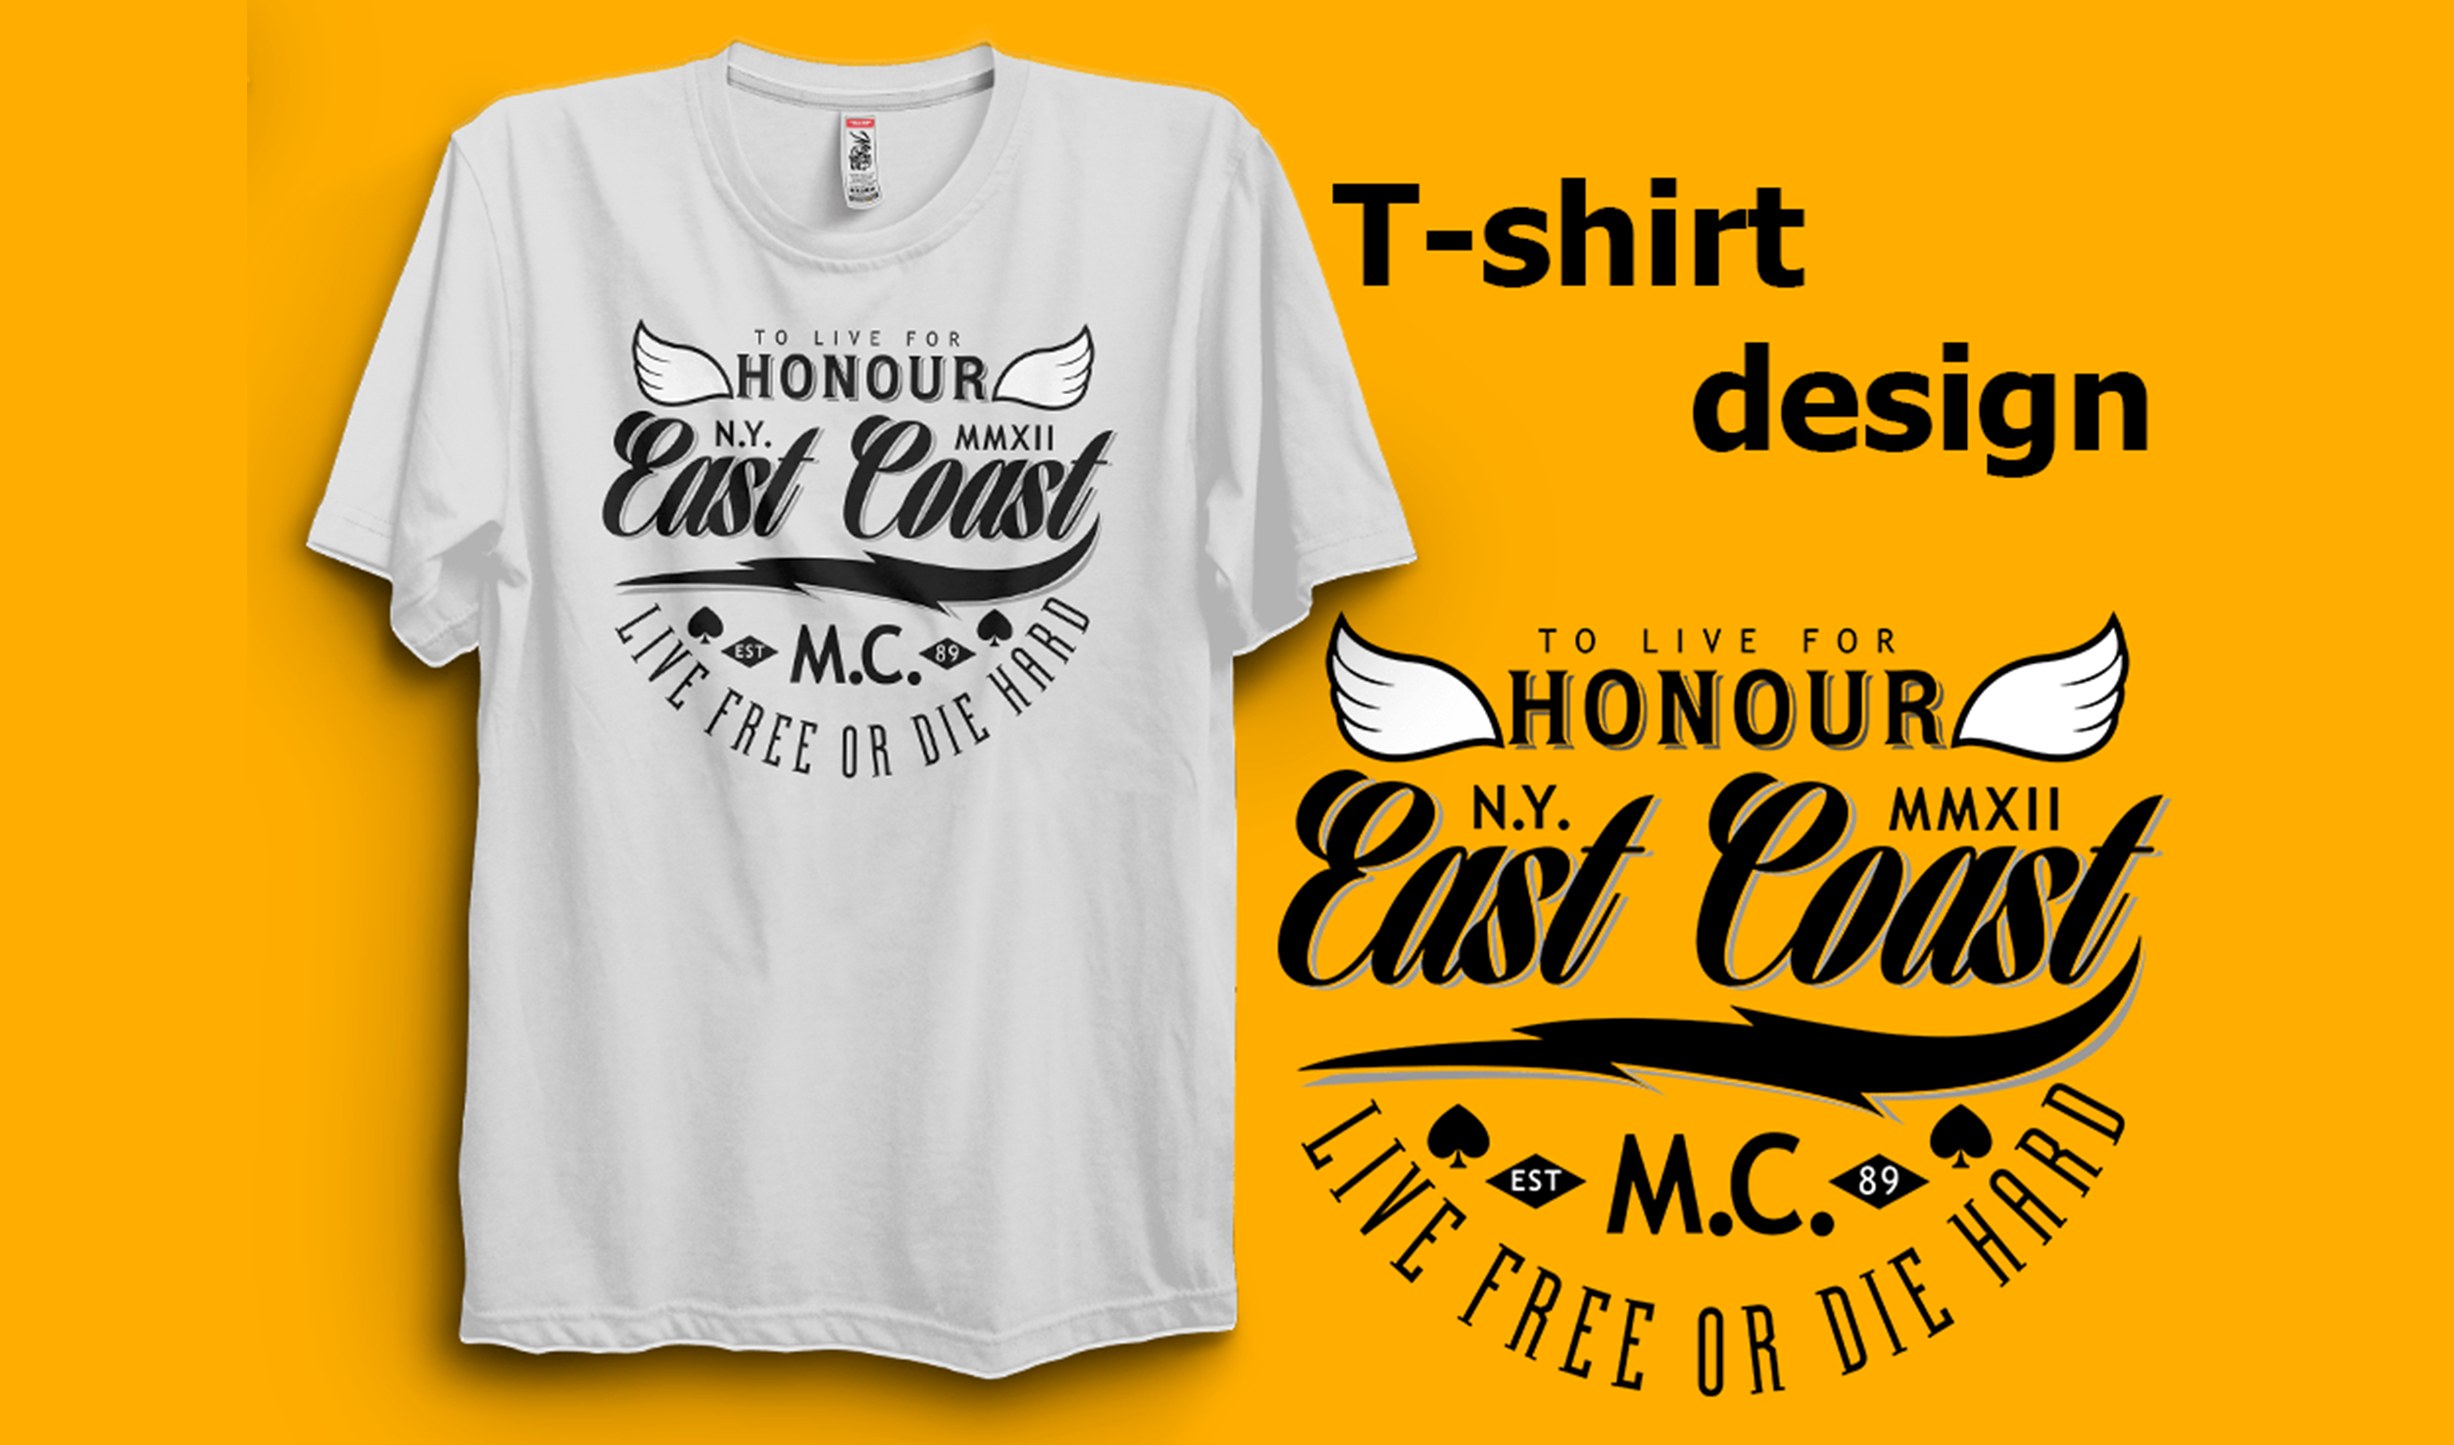 TO LIVE FOR
HONOUR
N.Y. MMXII
East Coast
EST M.C. 89
LIVE FREE OR DIE HARD
T-shirt
design
TO LIVE FOR
HONOUR
N.Y. MMXII
East Coast
EST M.C. 89
LIVE FREE OR DIE HARD